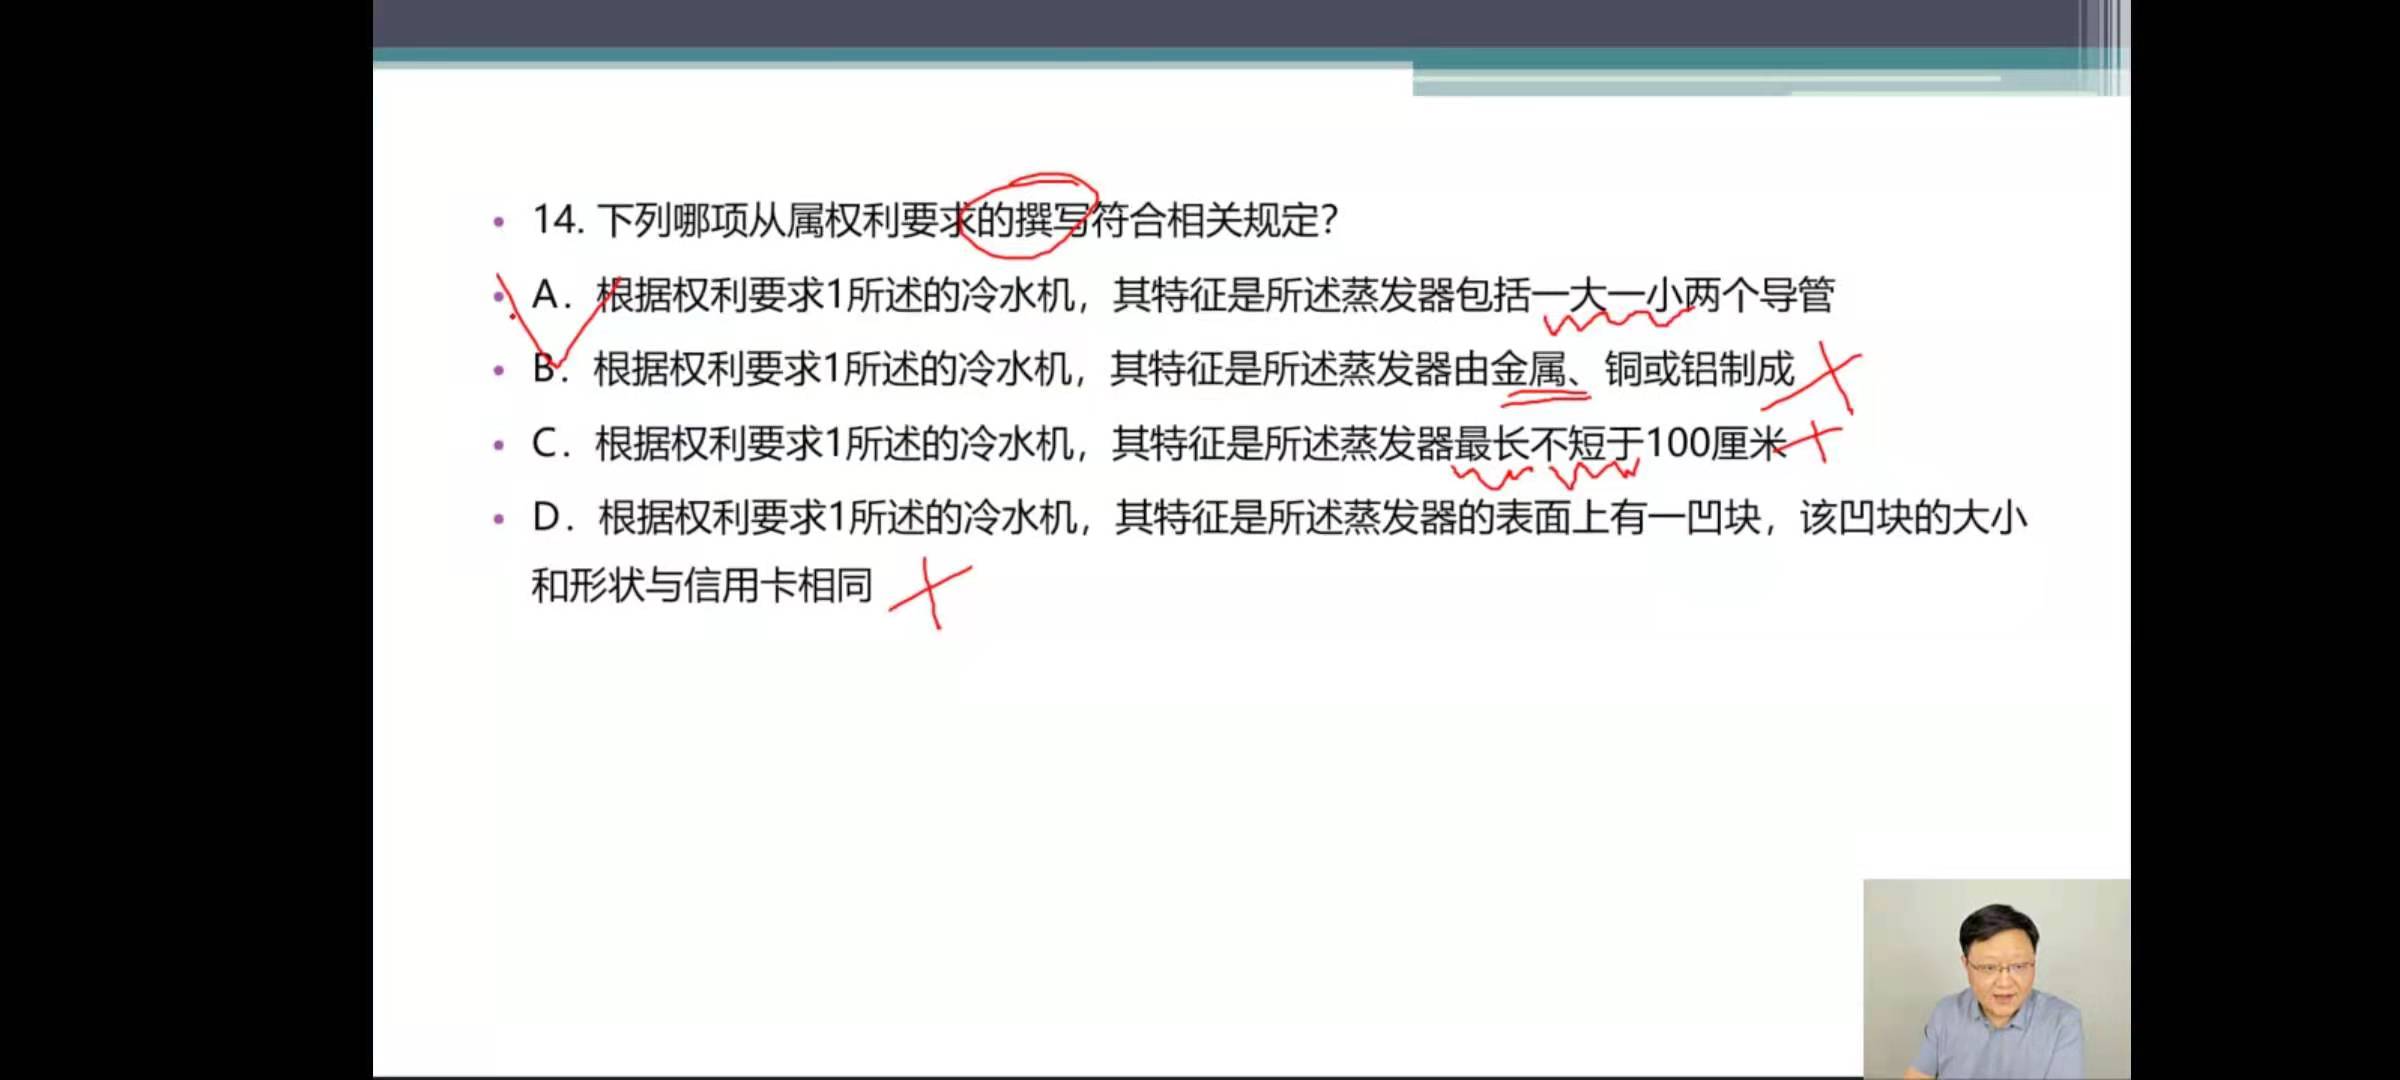 14. 下列哪项从属权利要求的撰写符合相关规定？
A．根据权利要求1所述的冷水机，其特征是所述蒸发器包括一大一小两个导管
B．根据权利要求1所述的冷水机，其特征是所述蒸发器由金属、铜或铝制成
C．根据权利要求1所述的冷水机，其特征是所述蒸发器最长不短于100厘米
D．根据权利要求1所述的冷水机，其特征是所述蒸发器的表面上有一凹块，该凹块的大小
和形状与信用卡相同